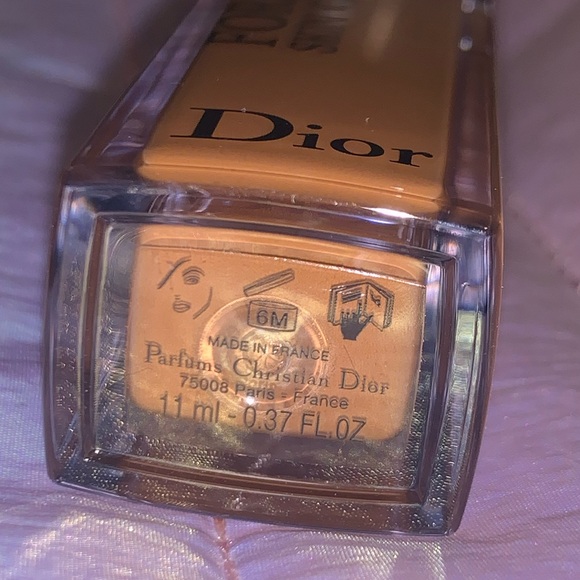 Dior
6M
MADE IN FRANCE
Parfums Christian Dior
75008 Paris - France
11 ml - 0.37 FL.OZ